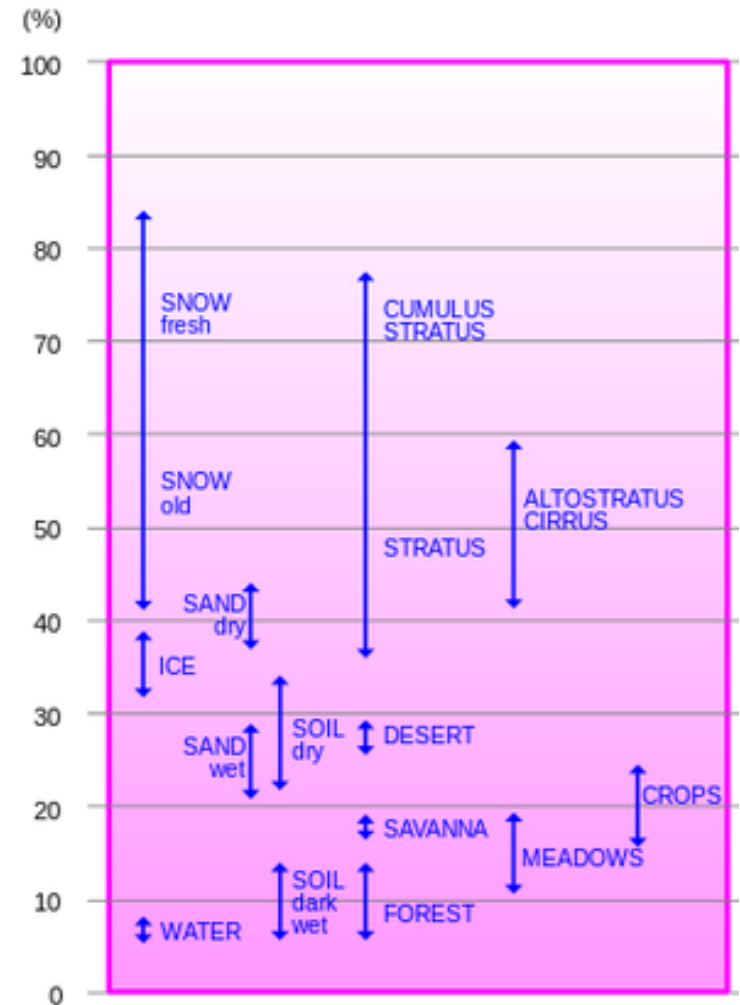 (%)
100
90
80
SNOW
fresh
CUMULUS
STRATUS
70
60
SNOW
old
ALTOSTRATUS
CIRRUS
50
STRATUS
SAND
dry
40
ICE
30
SOIL
dry
DESERT
SAND
wet
CROPS
20
SAVANNA
MEADOWS
SOIL
dark
wet
10
FOREST
WATER
0